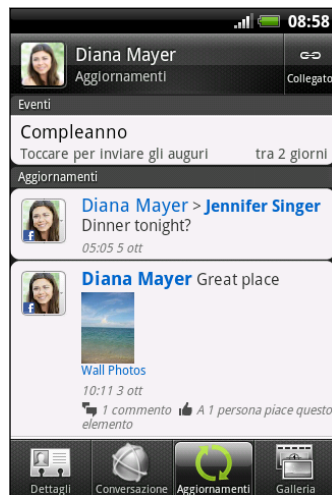 08:58
Diana Mayer
Aggiornamenti
Collegato
Eventi
Compleanno
Toccare per inviare gli auguri tra 2 giorni
Aggiornamenti
Diana Mayer > Jennifer Singer
Dinner tonight?
05:05 5 ott
Diana Mayer Great place
Wall Photos
10:11 3 ott
1 commento A 1 persona piace questo
elemento
Dettagli Conversazione Aggiornamenti Galleria